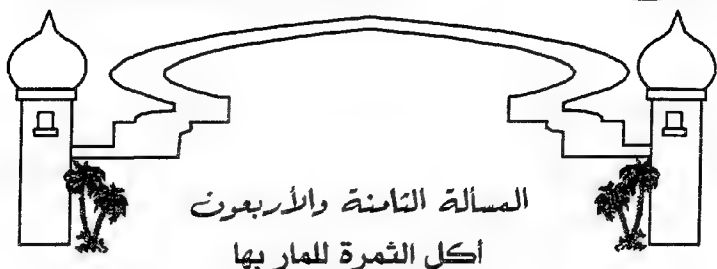 المسألة الثامنة والأربعون
أكل الثمرة للمار بها